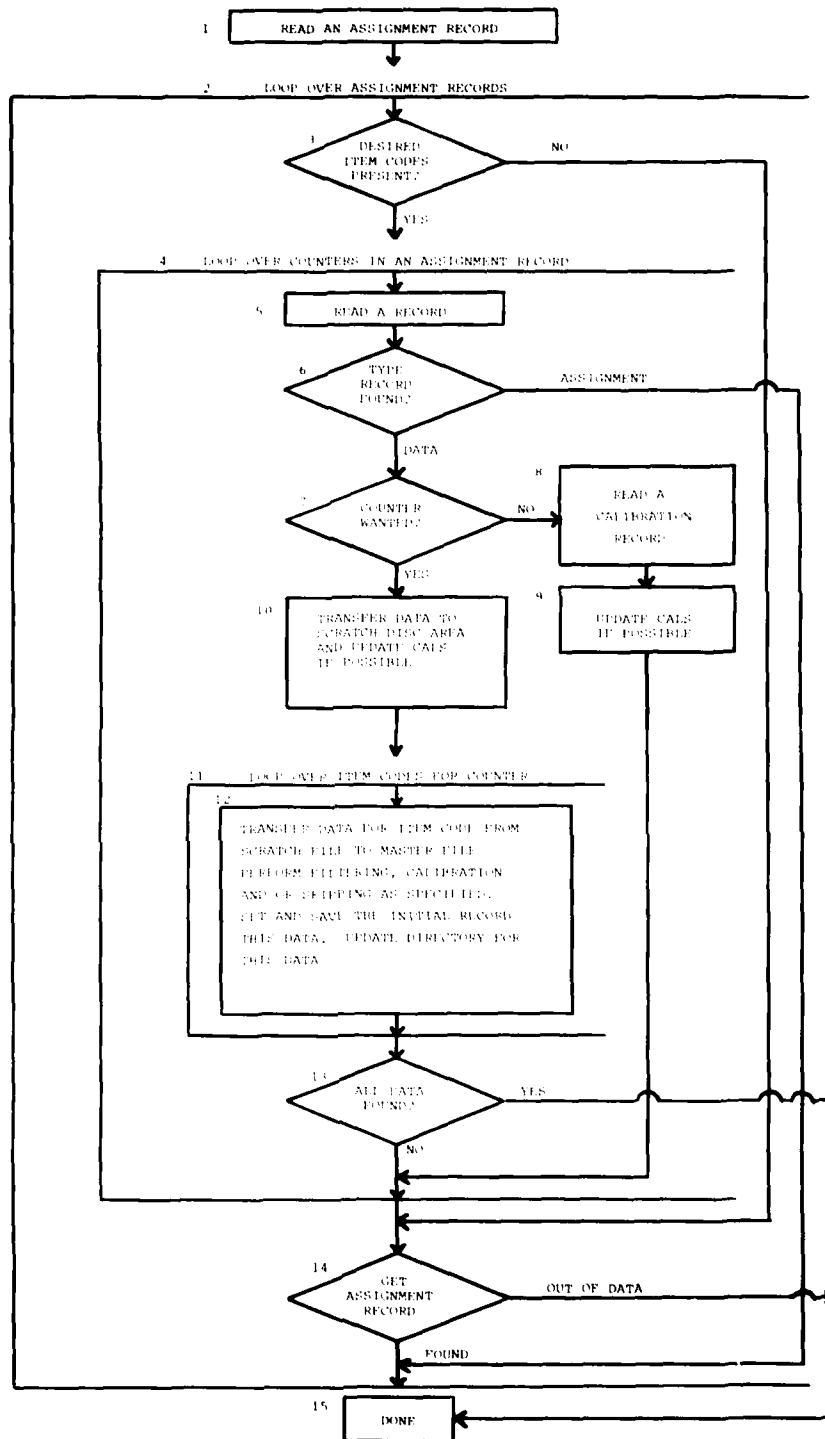 1 READ AN ASSIGNMENT RECORD
2 LOOP OVER ASSIGNMENT RECORDS
3 DESIRED
ITEM CODES
PRESENT?
NO
YES
4 LOOP OVER COUNTERS IN AN ASSIGNMENT RECORD
5 READ A RECORD
6 TYPE
RECORD
FOUND?
ASSIGNMENT
DATA
7 COUNTER
WANTED?
NO
8 READ A
CALIBRATION
RECORD
YES
9 UPDATE CALS
IF POSSIBLE
10 TRANSFER DATA TO
SCRATCH DISC AREA
AND UPDATE CALS
IF POSSIBLE
11 LOOP OVER ITEM CODES FOR COUNTER
12
TRANSFER DATA FOR ITEM CODE FROM
SCRATCH FILE TO MASTER FILE
PERFORM FILTERING, CALIBRATION
AND OR SKIPPING AS SPECIFIED.
SET AND SAVE THE INITIAL RECORD
THIS DATA. UPDATE DIRECTORY FOR
THIS DATA
13 ALL DATA
FOUND?
YES
NO
14 GET
ASSIGNMENT
RECORD
OUT OF DATA
FOUND
15 DONE